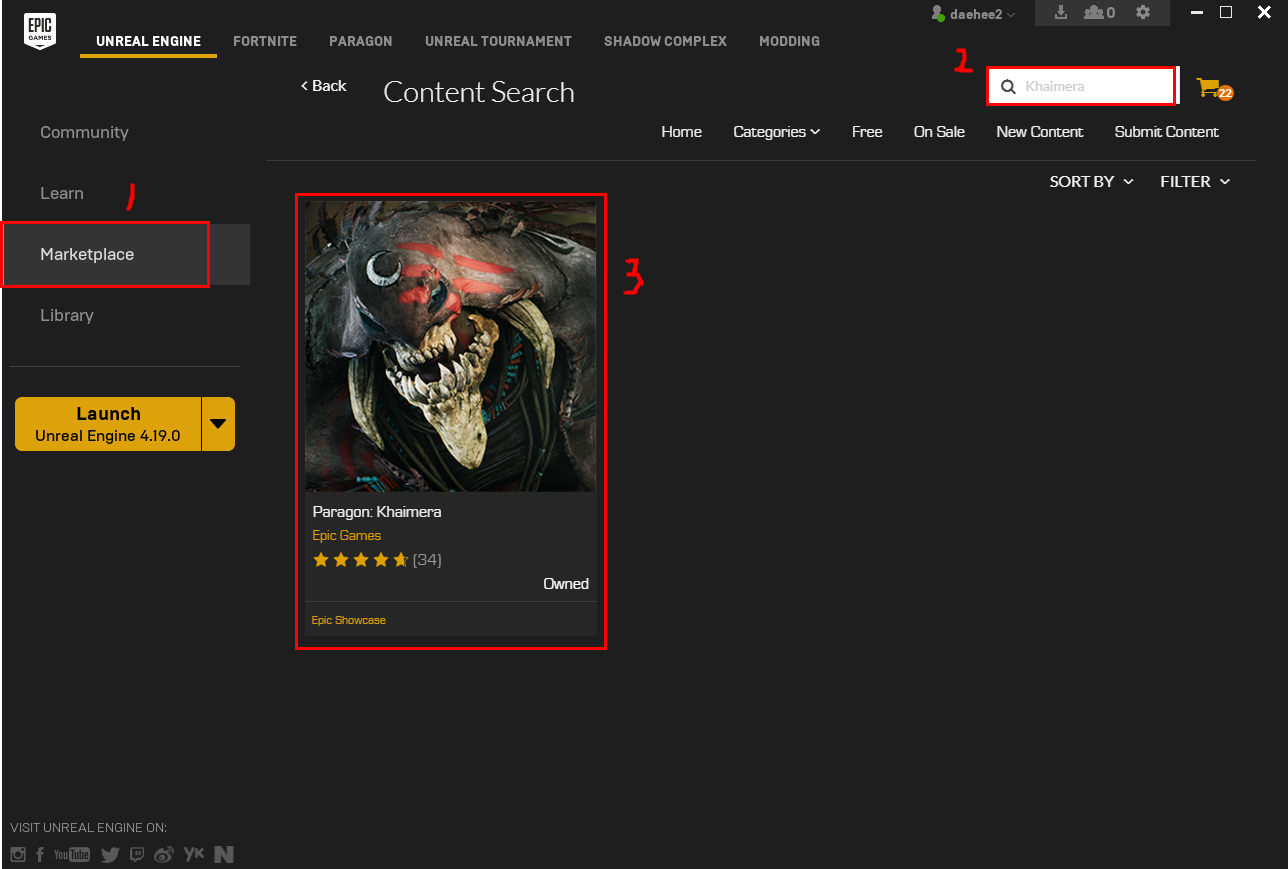 EPIC
GAMES
daehee2
0
UNREAL ENGINE
FORTNITE
PARAGON
UNREAL TOURNAMENT
SHADOW COMPLEX
MODDING
2
< Back
Content Search
Khaimera
22
Community
Home
Categories
Free
On Sale
New Content
Submit Content
SORT BY
FILTER
Learn
1
Marketplace
3
Library
Launch
Unreal Engine 4.19.0
Paragon: Khaimera
Epic Games
(34)
Owned
Epic Showcase
VISIT UNREAL ENGINE ON:
f
YouTube
УК
N